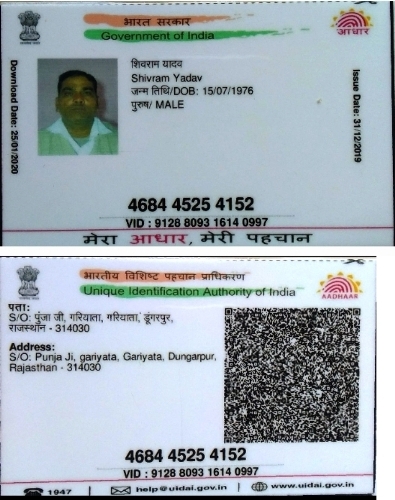 भारत सरकार
Government of India
आधार
Download Date: 25/01/2020
शिवराम यादव
Shivram Yadav
जन्म तिथि/DOB: 15/07/1976
पुरुष/ MALE
Issue Date: 31/12/2019
4684 4525 4152
VID : 9128 8093 1614 0997
मेरा आधार, मेरी पहचान
भारतीय विशिष्ट पहचान प्राधिकरण
Unique Identification Authority of India
AADHAAR
पता:
S/O: पुंजा जी, गरियाता, गरियाता, डूंगरपुर,
राजस्थान - 314030
Address:
S/O: Punja Ji, gariyata, Gariyata, Dungarpur,
Rajasthan - 314030
4684 4525 4152
VID : 9128 8093 1614 0997
1947
help@uidai.gov.in
www.uidai.gov.in